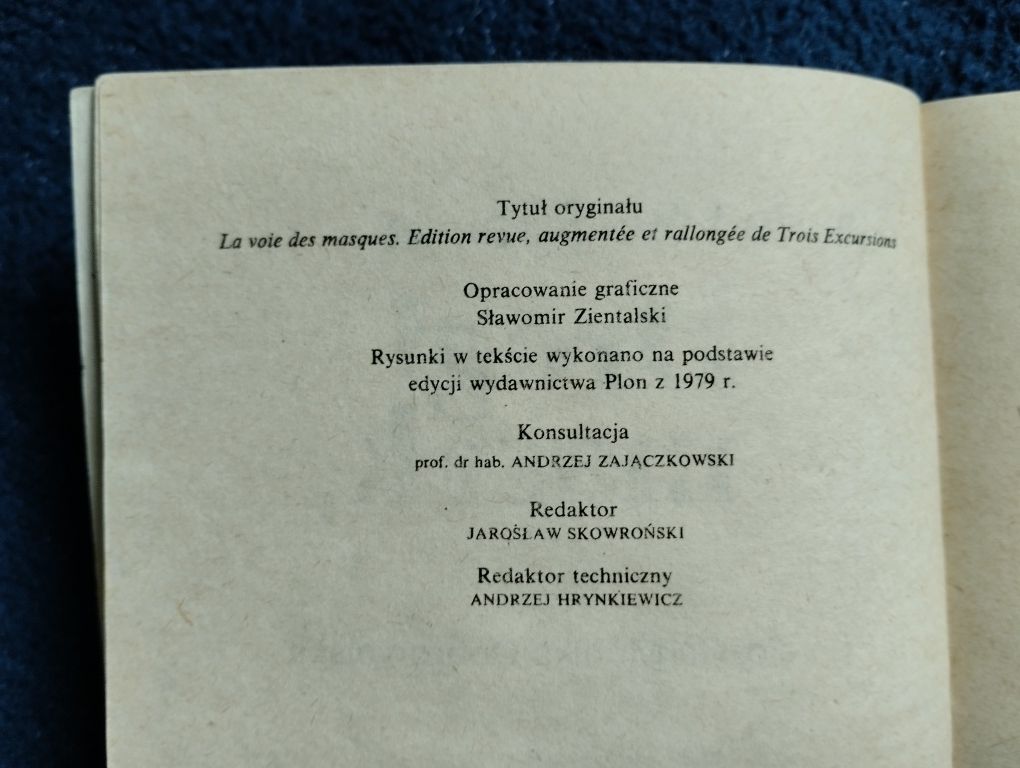 Tytuł oryginału
La voie des masques. Edition revue, augmentée et rallongée de Trois Excursions
Opracowanie graficzne
Sławomir Zientalski
Rysunki w tekście wykonano na podstawie
edycji wydawnictwa Plon z 1979 r.
Konsultacja
prof. dr hab. ANDRZEJ ZAJĄCZKOWSKI
Redaktor
JAROSŁAW SKOWROŃSKI
Redaktor techniczny
ANDRZEJ HRYNKIEWICZ